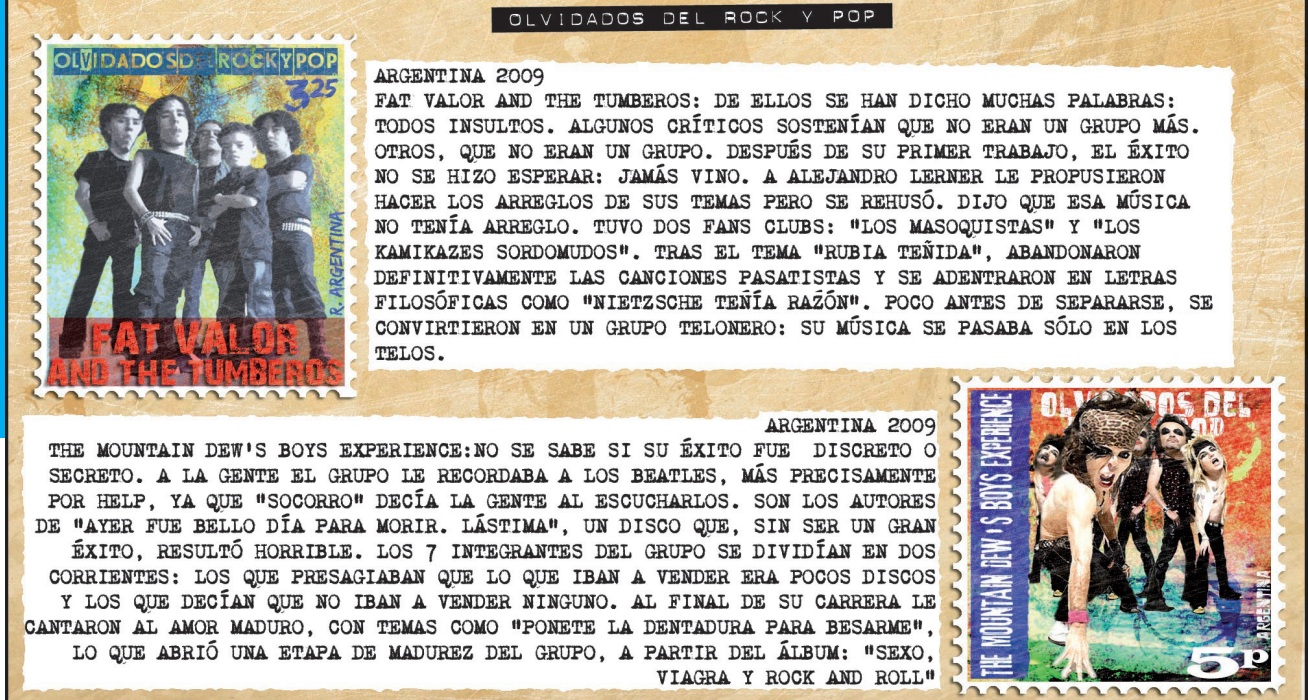 OLVIDADOS DEL ROCK Y POP
OLVIDADOSDELROCKYPOP
3.25
R. ARGENTINA
FAT VALOR
AND THE TUMBEROS
ARGENTINA 2009
FAT VALOR AND THE TUMBEROS: DE ELLOS SE HAN DICHO MUCHAS PALABRAS:
TODOS INSULTOS. ALGUNOS CRÍTICOS SOSTENÍAN QUE NO ERAN UN GRUPO MÁS.
OTROS, QUE NO ERAN UN GRUPO. DESPUÉS DE SU PRIMER TRABAJO, EL ÉXITO
NO SE HIZO ESPERAR: JAMÁS VINO. A ALEJANDRO LERNER LE PROPUSIERON
HACER LOS ARREGLOS DE SUS TEMAS PERO SE REHUSÓ. DIJO QUE ESA MÚSICA
NO TENÍA ARREGLO. TUVO DOS FANS CLUBS: "LOS MASOQUISTAS" Y "LOS
KAMIKAZES SORDOMUDOS". TRAS EL TEMA "RUBIA TEÑIDA", ABANDONARON
DEFINITIVAMENTE LAS CANCIONES PASATISTAS Y SE ADENTRARON EN LETRAS
FILOSÓFICAS COMO "NIETZSCHE TEÑÍA RAZÓN". POCO ANTES DE SEPARARSE, SE
CONVIRTIERON EN UN GRUPO TELONERO: SU MÚSICA SE PASABA SÓLO EN LOS
TELOS.
ARGENTINA 2009
THE MOUNTAIN DEW'S BOYS EXPERIENCE:NO SE SABE SI SU ÉXITO FUE DISCRETO O
SECRETO. A LA GENTE EL GRUPO LE RECORDABA A LOS BEATLES, MÁS PRECISAMENTE
POR HELP, YA QUE "SOCORRO" DECÍA LA GENTE AL ESCUCHARLOS. SON LOS AUTORES
DE "AYER FUE BELLO DÍA PARA MORIR. LÁSTIMA", UN DISCO QUE, SIN SER UN GRAN
ÉXITO, RESULTÓ HORRIBLE. LOS 7 INTEGRANTES DEL GRUPO SE DIVIDÍAN EN DOS
CORRIENTES: LOS QUE PRESAGIABAN QUE LO QUE IBAN A VENDER ERA POCOS DISCOS
Y LOS QUE DECÍAN QUE NO IBAN A VENDER NINGUNO. AL FINAL DE SU CARRERA LE
CANTARON AL AMOR MADURO, CON TEMAS COMO "PONETE LA DENTADURA PARA BESARME",
LO QUE ABRIÓ UNA ETAPA DE MADUREZ DEL GRUPO, A PARTIR DEL ÁLBUM: "SEXO,
VIAGRA Y ROCK AND ROLL"
THE MOUNTAIN DEW'S BOYS EXPERIENCE
DEL
ARGENTINA
5P